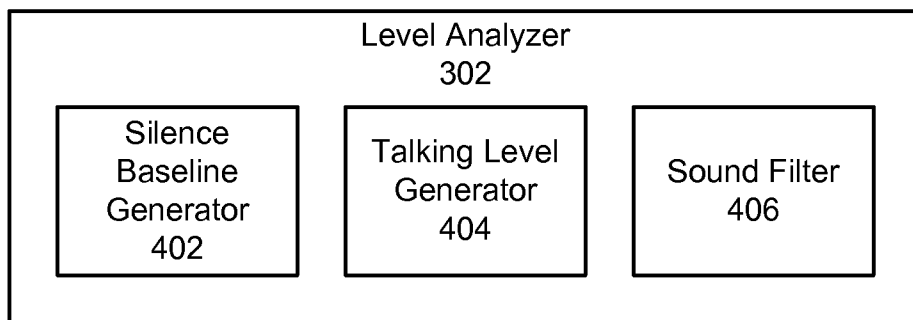 Level Analyzer
302
Silence
Baseline
Generator
402
Talking Level
Generator
404
Sound Filter
406